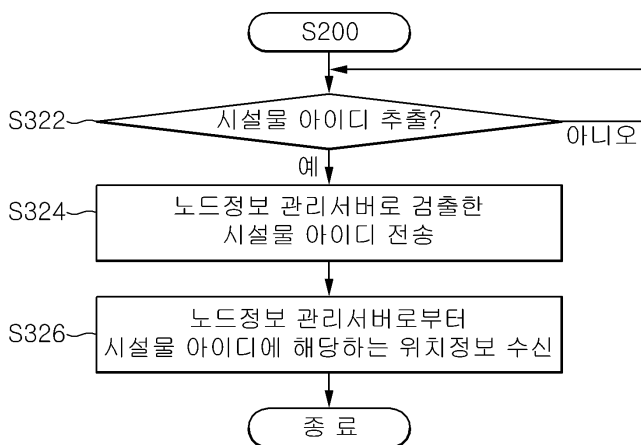 S200
S322
시설물 아이디 추출?
아니오
예
S324
노드정보 관리서버로 검출한
시설물 아이디 전송
S326
노드정보 관리서버로부터
시설물 아이디에 해당하는 위치정보 수신
종 료